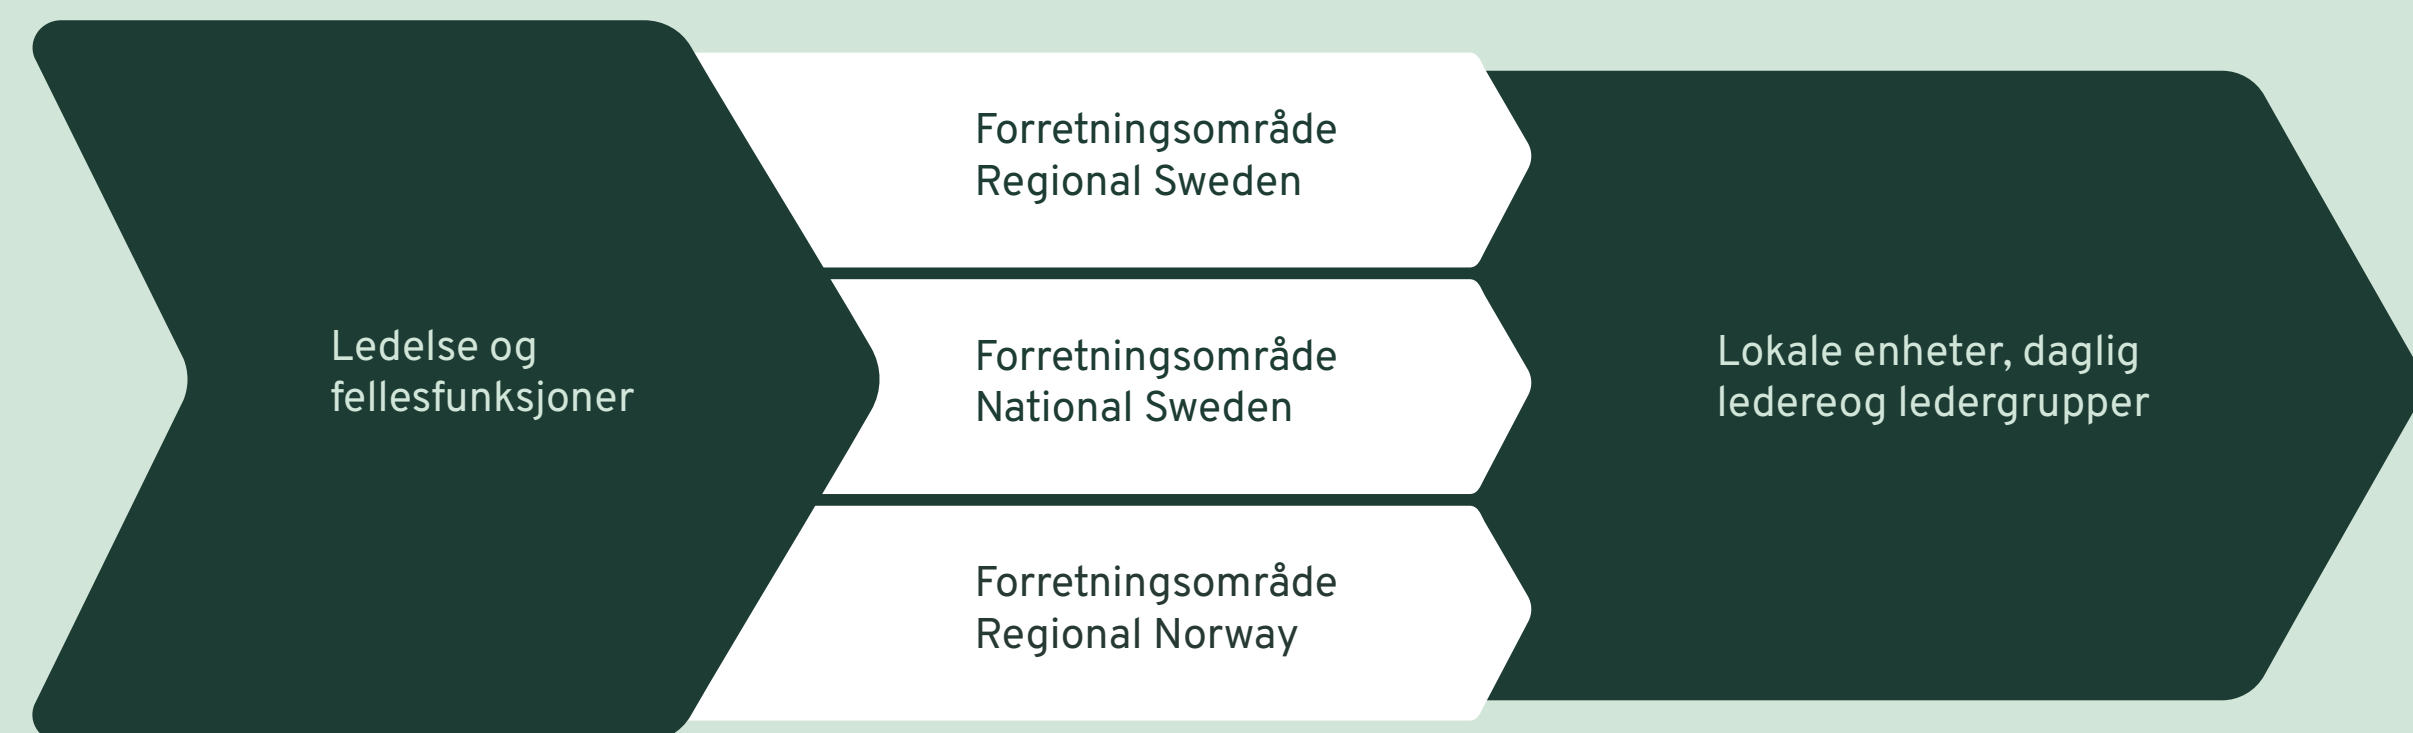 Ledelse og
fellesfunksjoner
Forretningsområde
Regional Sweden
Forretningsområde
National Sweden
Forretningsområde
Regional Norway
Lokale enheter, daglig
ledereog ledergrupper